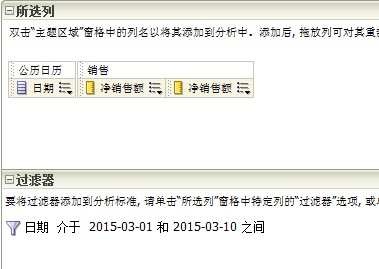 所选列
双击“主题区域”窗格中的列名以将其添加到分析中. 添加后, 拖放列可对其重
公历日历 销售
日期 净销售额 净销售额
过滤器
要将过滤器添加到分析标准, 请单击“所选列”窗格中特定列的“过滤器”选项, 或
日期 介于 2015-03-01 和 2015-03-10 之间